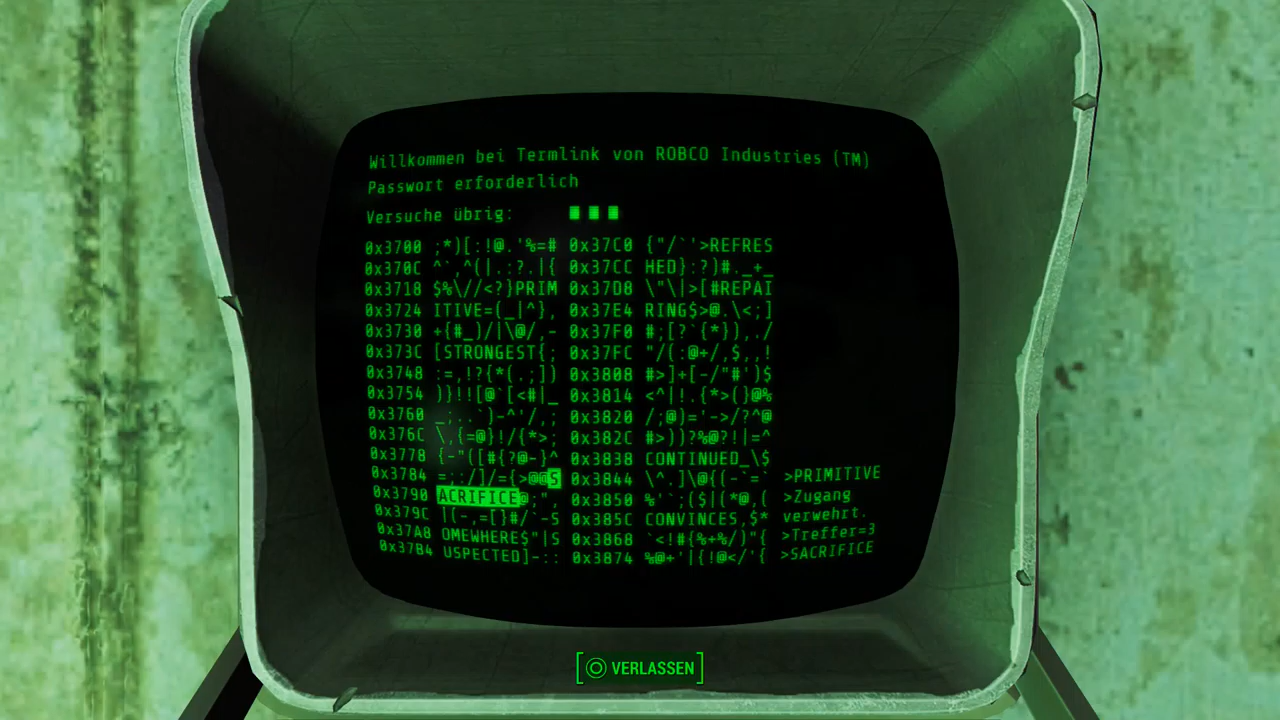 Willkommen bei Termlink von ROBCO Industries (TM)
Passwort erforderlich
Versuche übrig: ■ ■ ■
0x3700 ;*)[:!@.'%=# 0x37C0 {"/`'>REFRES
0x370C ^`,^(|.:?.|{ 0x37CC HED}:?)#._+_
0x3718 $%\//<?}PRIM 0x37D8 \"\|>[#REPAI
0x3724 ITIVE=(_|^}, 0x37E4 RING$>@.\<;]
0x3730 +{#_)/|\@/,- 0x37F0 #;[?`{*}),./
0x373C [STRONGEST{; 0x37FC "/(:@+/,$,,!
0x3748 :=,!?{*(.;]) 0x3808 #>]+[-/"#')$
0x3754 )}!![@`[<#|_ 0x3814 <^|!.{*>(}@%
0x3760 _;..`)-^'/,; 0x3820 /;@)='->/?^@
0x376C \,{=@}!/{*>; 0x382C #>))?%@?!|=^
0x3778 {-"([#{?@-}^ 0x3838 CONTINUED_\$
0x3784 =;:/]/={>@@S 0x3844 \^.]\@{(-`=` >PRIMITIVE
0x3790 ACRIFICE@;", 0x3850 %'`;($|(*@,( >Zugang
0x379C |(-,=[}#/`-S 0x385C CONVINCES,$* verwehrt.
0x37A8 OMEWHERE$"|S 0x3868 `<!#{%+%/)"{ >Treffer=3
0x37B4 USPECTED]-:: 0x3874 %@+'|{!@</'{ >SACRIFICE
VERLASSEN